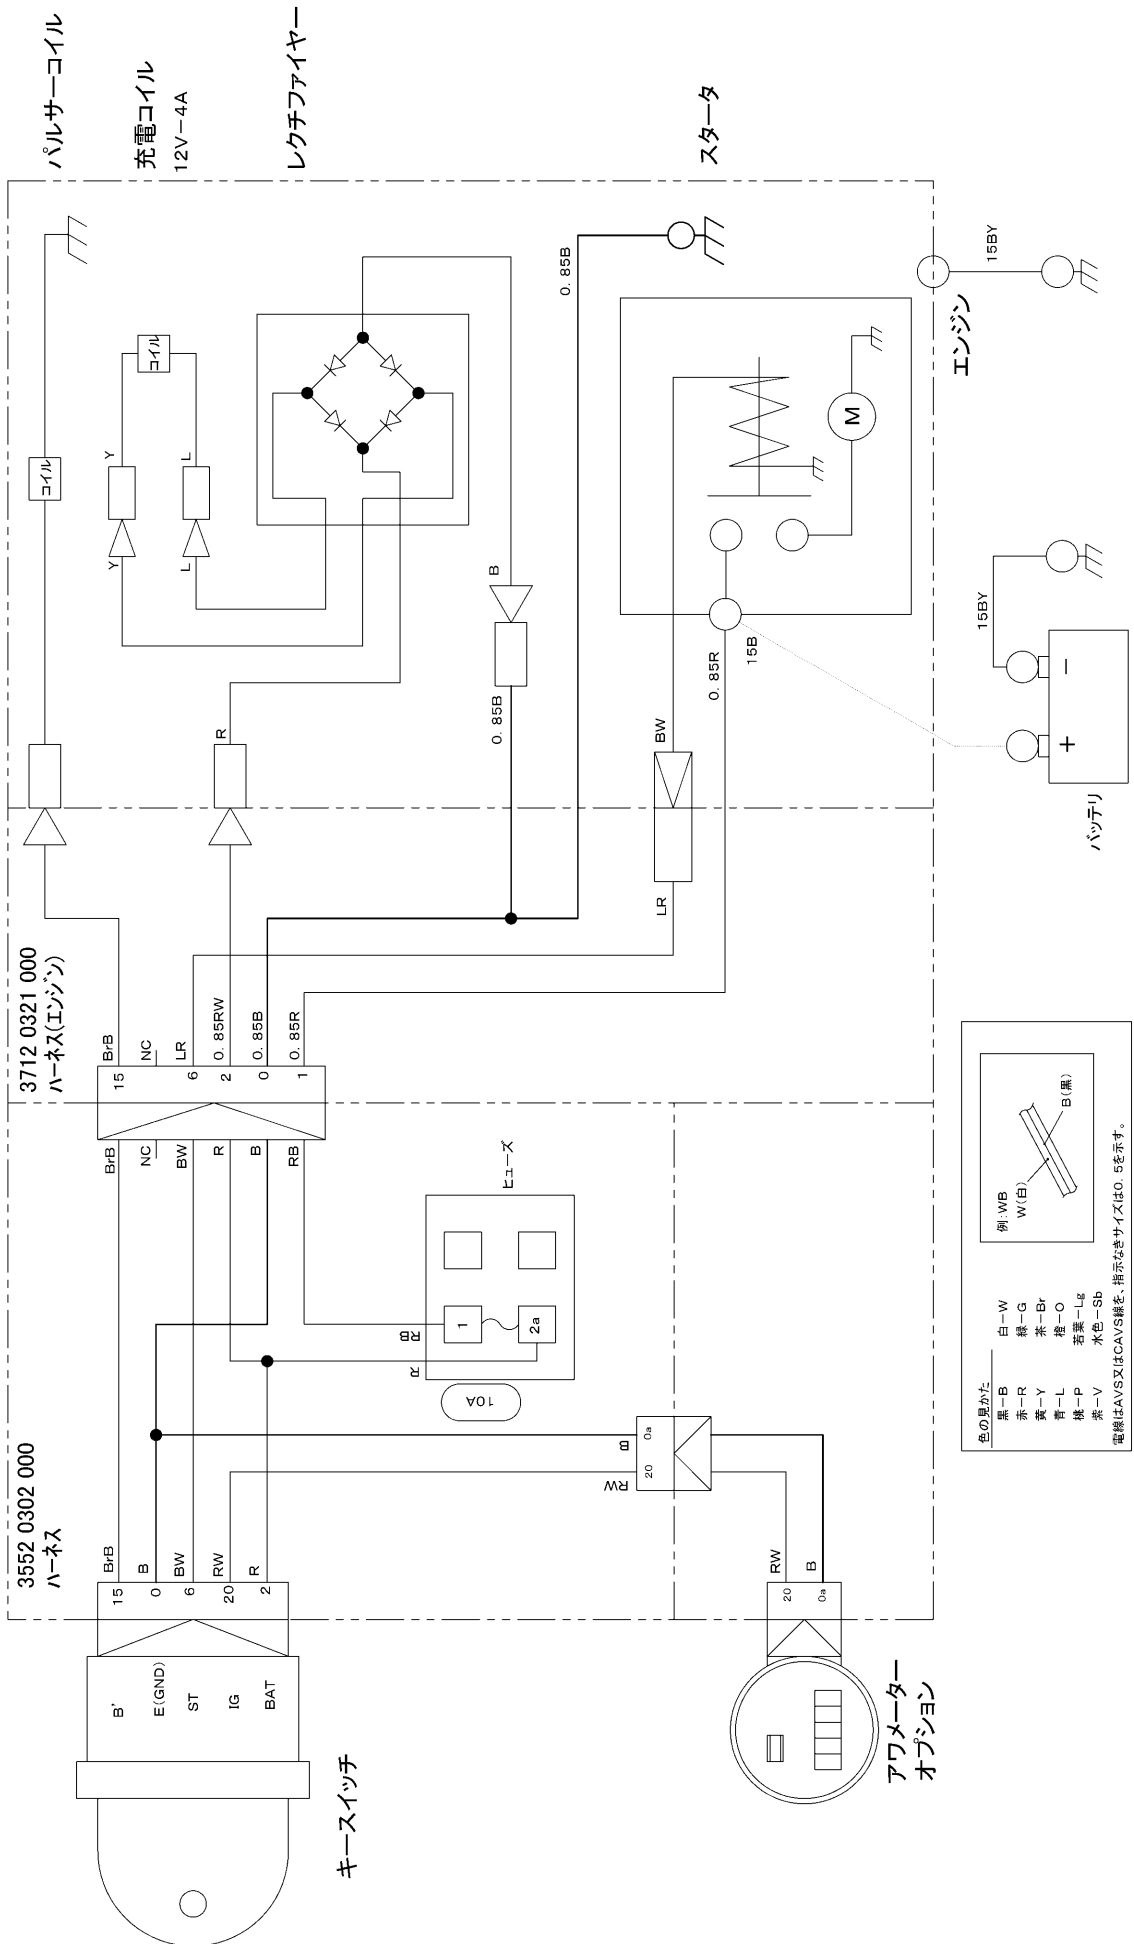 パルサーコイル
充電コイル
12V-4A
レクチファイヤー
スタータ
コイル
コイル
Y
L
Y
L
R
B
0.85B
0.85B
M
15B
0.85R
BW
LR
エンジン
15BY
15BY
+
-
バッテリ
3712 0321 000
ハーネス(エンジン)
15
BrB
NC
6
LR
2
0.85RW
0
0.85B
1
0.85R
BrB
NC
BW
R
B
RB
ヒューズ
1
2a
RB
R
10A
3552 0302 000
ハーネス
15
BrB
0
B
6
BW
20
RW
2
R
B'
E(GND)
ST
IG
BAT
キースイッチ
B
RW
0a
20
RW
B
20
0a
アワメーター
オプション
色の見かた
黒-B 白-W
赤-R 緑-G
黄-Y 茶-Br
青-L 橙-O
桃-P 若葉-Lg
紫-V 水色-Sb
電線はAVS又はCAVS線を、指示なきサイズは0.5を示す。
例:WB
W(白)
B(黒)